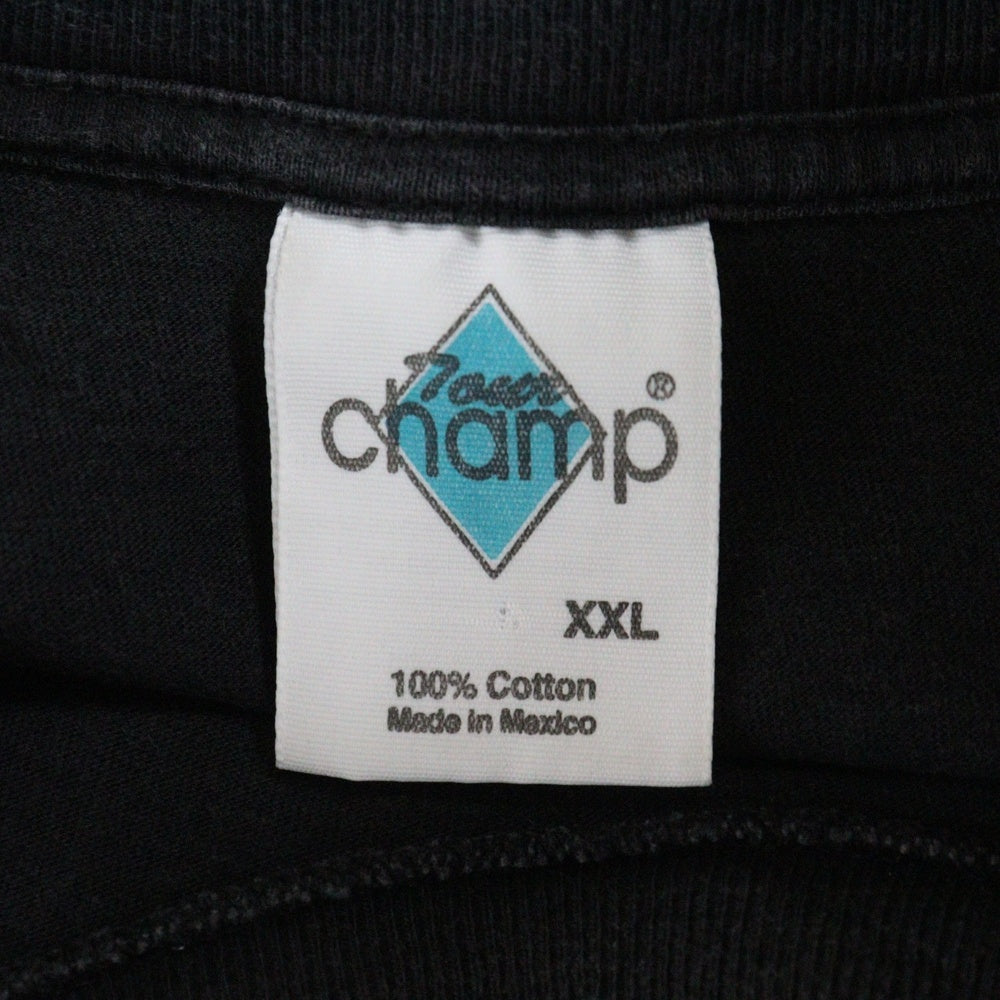 Tour
champ®
XXL
100% Cotton
Made in Mexico